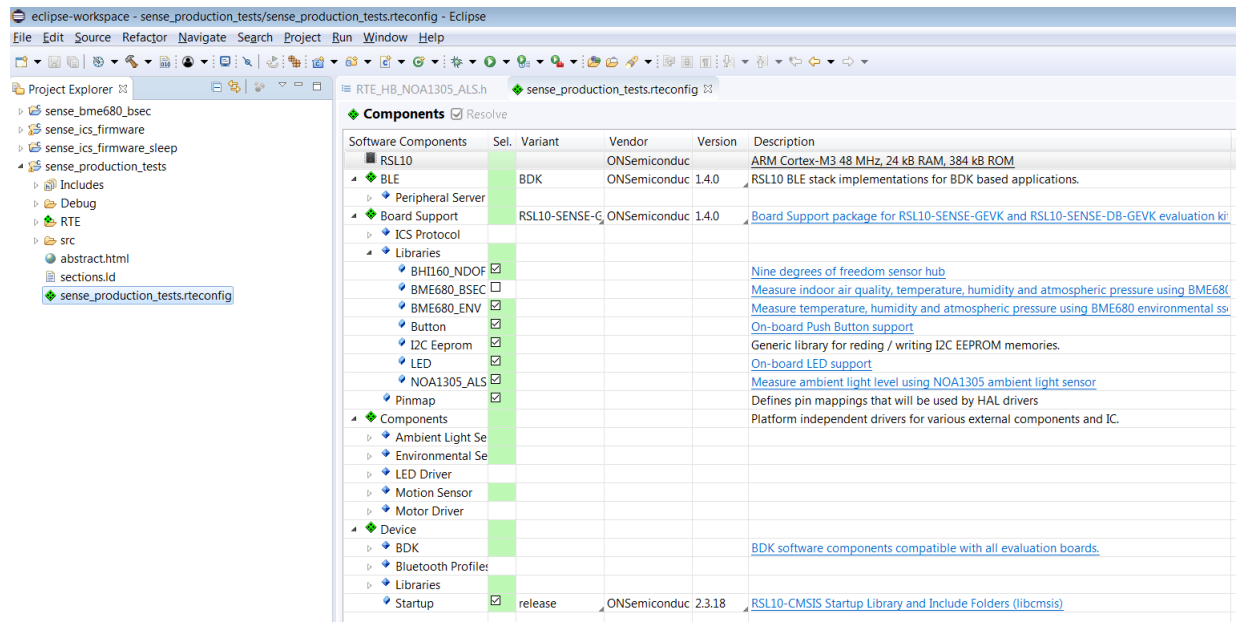 eclipse-workspace - sense_production_tests/sense_production_tests.rteconfig - Eclipse
File Edit Source Refactor Navigate Search Project Run Window Help
Project Explorer
RTE_HB_NOA1305_ALS.h sense_production_tests.rteconfig
sense_bme680_bsec
sense_ics_firmware
sense_ics_firmware_sleep
sense_production_tests
Includes
Debug
RTE
src
abstract.html
sections.ld
sense_production_tests.rteconfig
Components Resolve
Software Components Sel. Variant Vendor Version Description
RSL10 ONSemiconduc ARM Cortex-M3 48 MHz, 24 kB RAM, 384 kB ROM
BLE BDK ONSemiconduc 1.4.0 RSL10 BLE stack implementations for BDK based applications.
Peripheral Server
Board Support RSL10-SENSE-G ONSemiconduc 1.4.0 Board Support package for RSL10-SENSE-GEVK and RSL10-SENSE-DB-GEVK evaluation ki
ICS Protocol
Libraries
BHI160_NDOF Nine degrees of freedom sensor hub
BME680_BSEC Measure indoor air quality, temperature, humidity and atmospheric pressure using BME680
BME680_ENV Measure temperature, humidity and atmospheric pressure using BME680 environmental sse
Button On-board Push Button support
I2C Eeprom Generic library for reding / writing I2C EEPROM memories.
LED On-board LED support
NOA1305_ALS Measure ambient light level using NOA1305 ambient light sensor
Pinmap Defines pin mappings that will be used by HAL drivers
Components Platform independent drivers for various external components and IC.
Ambient Light Se
Environmental Se
LED Driver
Motion Sensor
Motor Driver
Device
BDK BDK software components compatible with all evaluation boards.
Bluetooth Profiles
Libraries
Startup release ONSemiconduc 2.3.18 RSL10-CMSIS Startup Library and Include Folders (libcmsis)